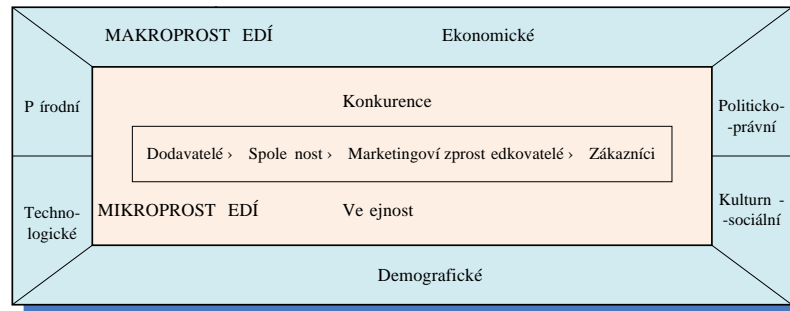 MAKROPROST EDÍ Ekonomické
P írodní
Konkurence
Politicko-
-právní
Dodavatelé › Spole nost › Marketingoví zprost edkovatelé › Zákazníci
Techno-
logické
MIKROPROST EDÍ Ve ejnost
Kulturn -
-sociální
Demografické